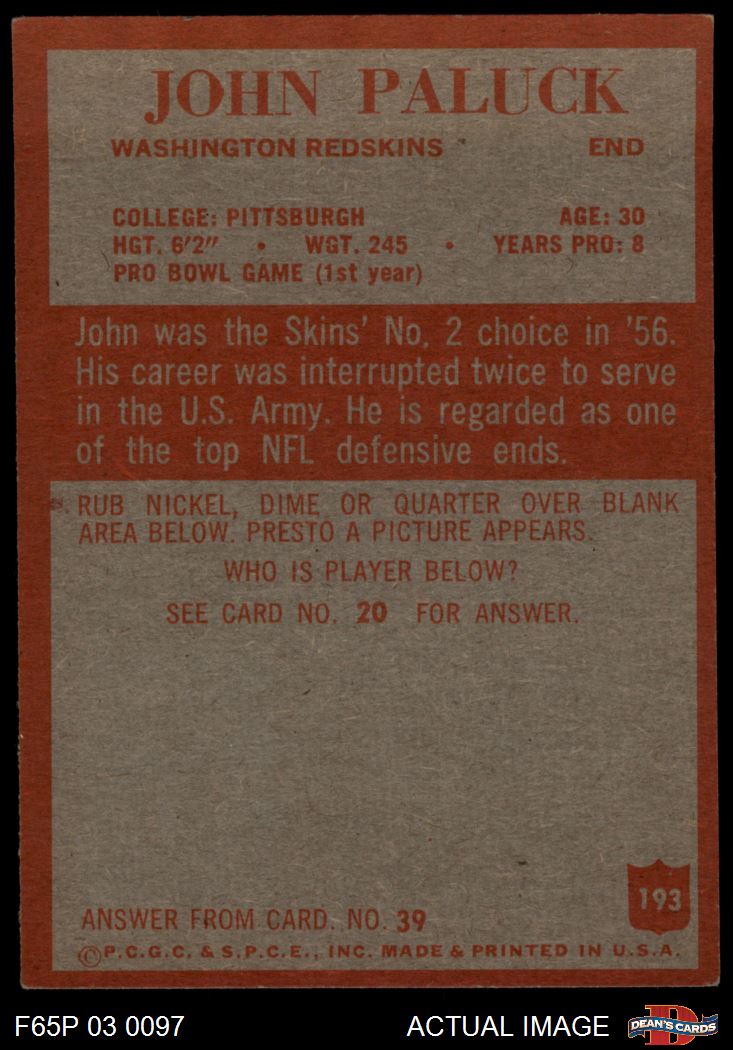 JOHN PALUCK
WASHINGTON REDSKINS END
COLLEGE: PITTSBURGH AGE: 30
HGT. 6'2" • WGT. 245 • YEARS PRO: 8
PRO BOWL GAME (1st year)
John was the Skins' No. 2 choice in '56.
His career was interrupted twice to serve
in the U.S. Army. He is regarded as one
of the top NFL defensive ends.
RUB NICKEL, DIME OR QUARTER OVER BLANK
AREA BELOW. PRESTO A PICTURE APPEARS.
WHO IS PLAYER BELOW?
SEE CARD NO. 20 FOR ANSWER.
193
ANSWER FROM CARD. NO. 39
©P.C.G.C. & S.P.C.E., INC. MADE & PRINTED IN U.S.A.
F65P 03 0097 ACTUAL IMAGE
D
DEAN'S CARDS